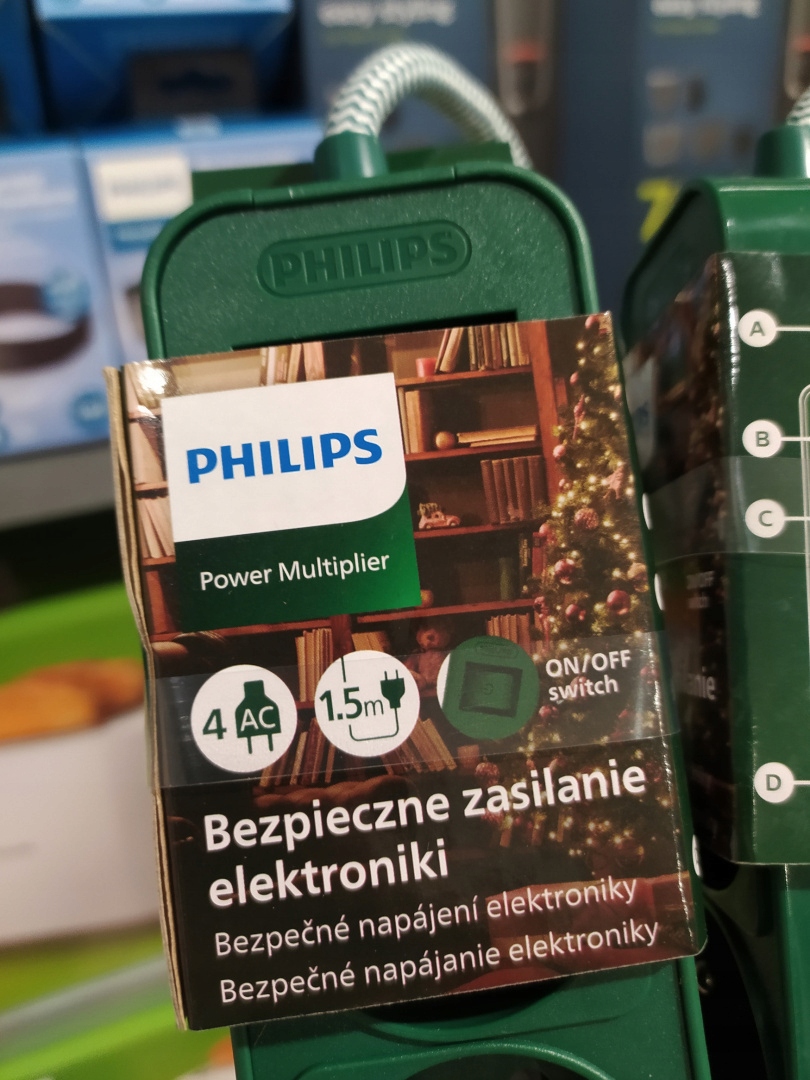 PHILIPS
PHILIPS
PHILIPS
Power Multiplier
4 AC
1.5m
ON/OFF
switch
Bezpieczne zasilanie
elektroniki
Bezpečné napájení elektroniky
Bezpečné napájanie elektroniky
A
B
C
D